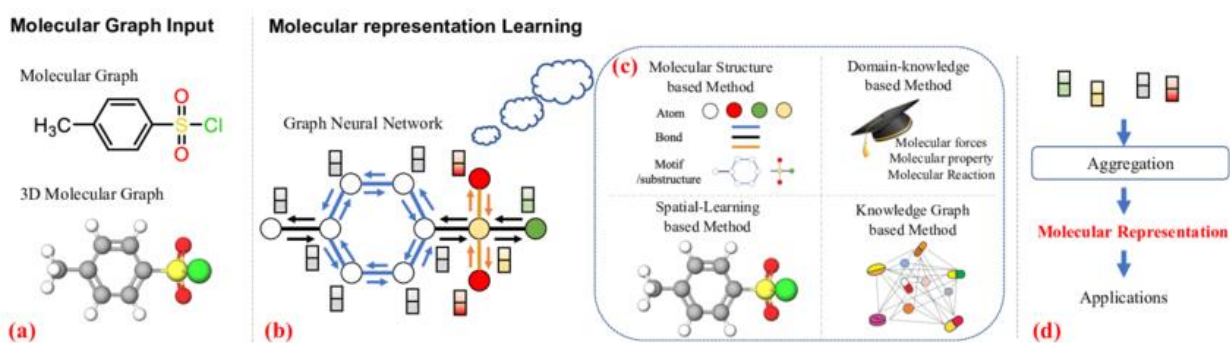 Molecular Graph Input
Molecular Graph
H₃C
O
S
Cl
O
3D Molecular Graph
(a)
Molecular representation Learning
Graph Neural Network
(b)
(c)
Molecular Structure
based Method
Atom
Bond
Motif
/substructure
Domain-knowledge
based Method
Molecular forces
Molecular property
Molecular Reaction
Spatial-Learning
based Method
Knowledge Graph
based Method
Aggregation
Molecular Representation
Applications
(d)